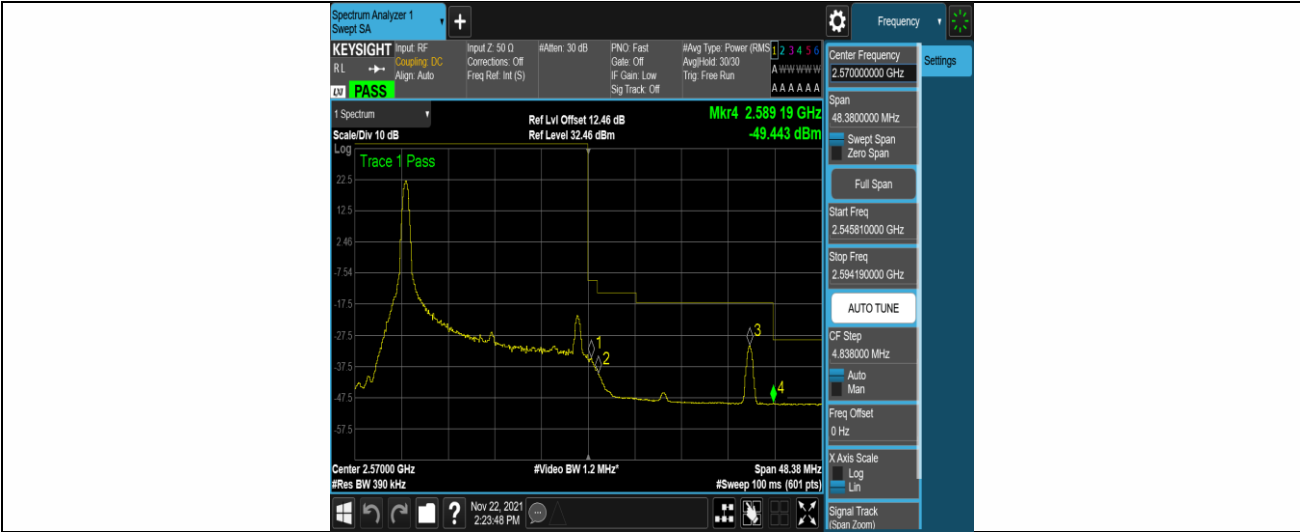 Spectrum Analyzer 1
Swept SA
+
Frequency
KEYSIGHT
RL
LXI
PASS
Input: RF
Coupling: DC
Align: Auto
Input Z: 50 Ω
Corrections: Off
Freq Ref: Int (S)
#Atten: 30 dB
PNO: Fast
Gate: Off
IF Gain: Low
Sig Track: Off
#Avg Type: Power (RMS
Avg|Hold: 30/30
Trig: Free Run
1 2 3 4 5 6
A W W W W W
A A A A A A
1 Spectrum
Scale/Div 10 dB
Ref Lvl Offset 12.46 dB
Ref Level 32.46 dBm
Mkr4 2.589 19 GHz
-49.443 dBm
Log
Trace 1 Pass
22.5
12.5
2.46
-7.54
-17.5
-27.5
-37.5
-47.5
-57.5
1
2
3
4
Center 2.57000 GHz
#Res BW 390 kHz
#Video BW 1.2 MHz*
Span 48.38 MHz
#Sweep 100 ms (601 pts)
?
Nov 22, 2021
2:23:48 PM
Settings
Center Frequency
2.570000000 GHz
Span
48.3800000 MHz
Swept Span
Zero Span
Full Span
Start Freq
2.545810000 GHz
Stop Freq
2.594190000 GHz
AUTO TUNE
CF Step
4.838000 MHz
Auto
Man
Freq Offset
0 Hz
X Axis Scale
Log
Lin
Signal Track
(Span Zoom)